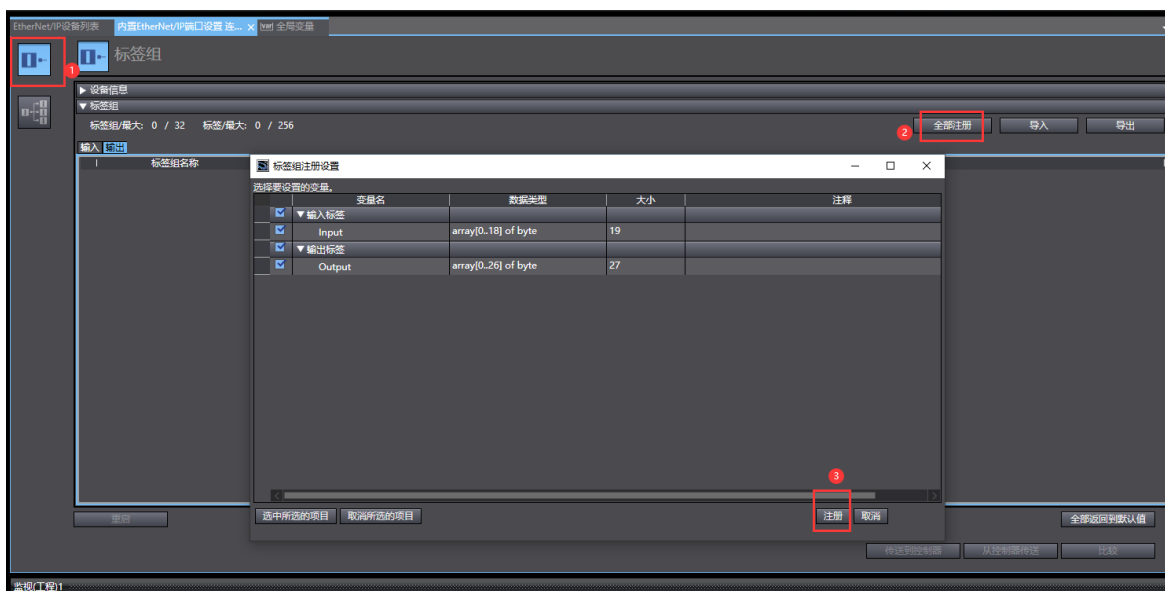 EtherNet/IP设备列表 内置EtherNet/IP端口设置 连... × var 全局变量
标签组
1
▶ 设备信息
▼ 标签组
标签组/最大: 0 / 32 标签/最大: 0 / 256
2 全部注册 导入 导出
输入 输出
标签组名称
标签组注册设置
选择要设置的变量。
变量名 数据类型 大小 注释
▼ 输入标签
Input array[0..18] of byte 19
▼ 输出标签
Output array[0..26] of byte 27
3
选中所选的项目 取消所选的项目 注册 取消
重启 全部返回到默认值
传送到控制器 从控制器传送 比较
监视(工程)1